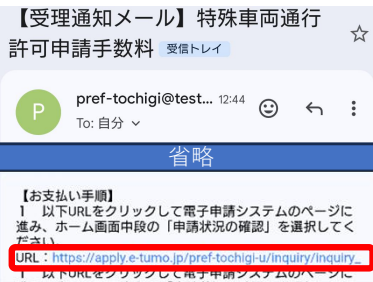 【受理通知メール】特殊車両通行
許可申請手数料 受信トレイ
P
pref-tochigi@test... 12:44
To: 自分
省略
【お支払い手順】
1 以下URLをクリックして電子申請システムのページに
進み、ホーム画面中段の「申請状況の確認」を選択してく
ださい
URL:https://apply.e-tumo.jp/pref-tochigi-u/inquiry/inquiry_
1 以下URLをクリックして電子申請システムのページに